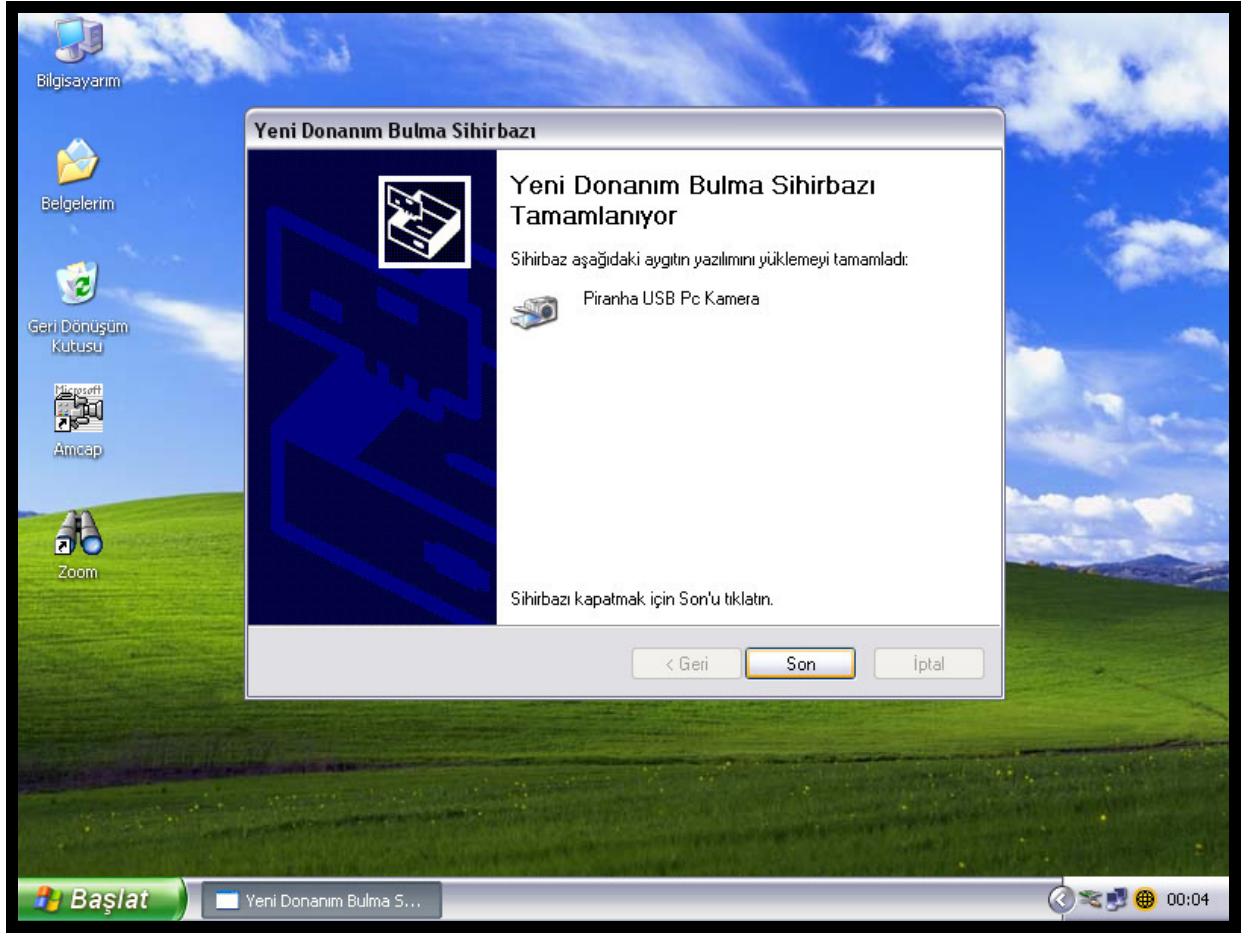 Bilgisayarım
Belgelerim
Geri Dönüşüm
Kutusu
Microsoft
Amcap
Zoom
Yeni Donanım Bulma Sihirbazı
Yeni Donanım Bulma Sihirbazı
Tamamlanıyor
Sihirbaz aşağıdaki aygıtın yazılımını yüklemeyi tamamladı:
Piranha USB Pc Kamera
Sihirbazı kapatmak için Son'u tıklatın.
< Geri
Son
İptal
Başlat
Yeni Donanım Bulma S...
00:04